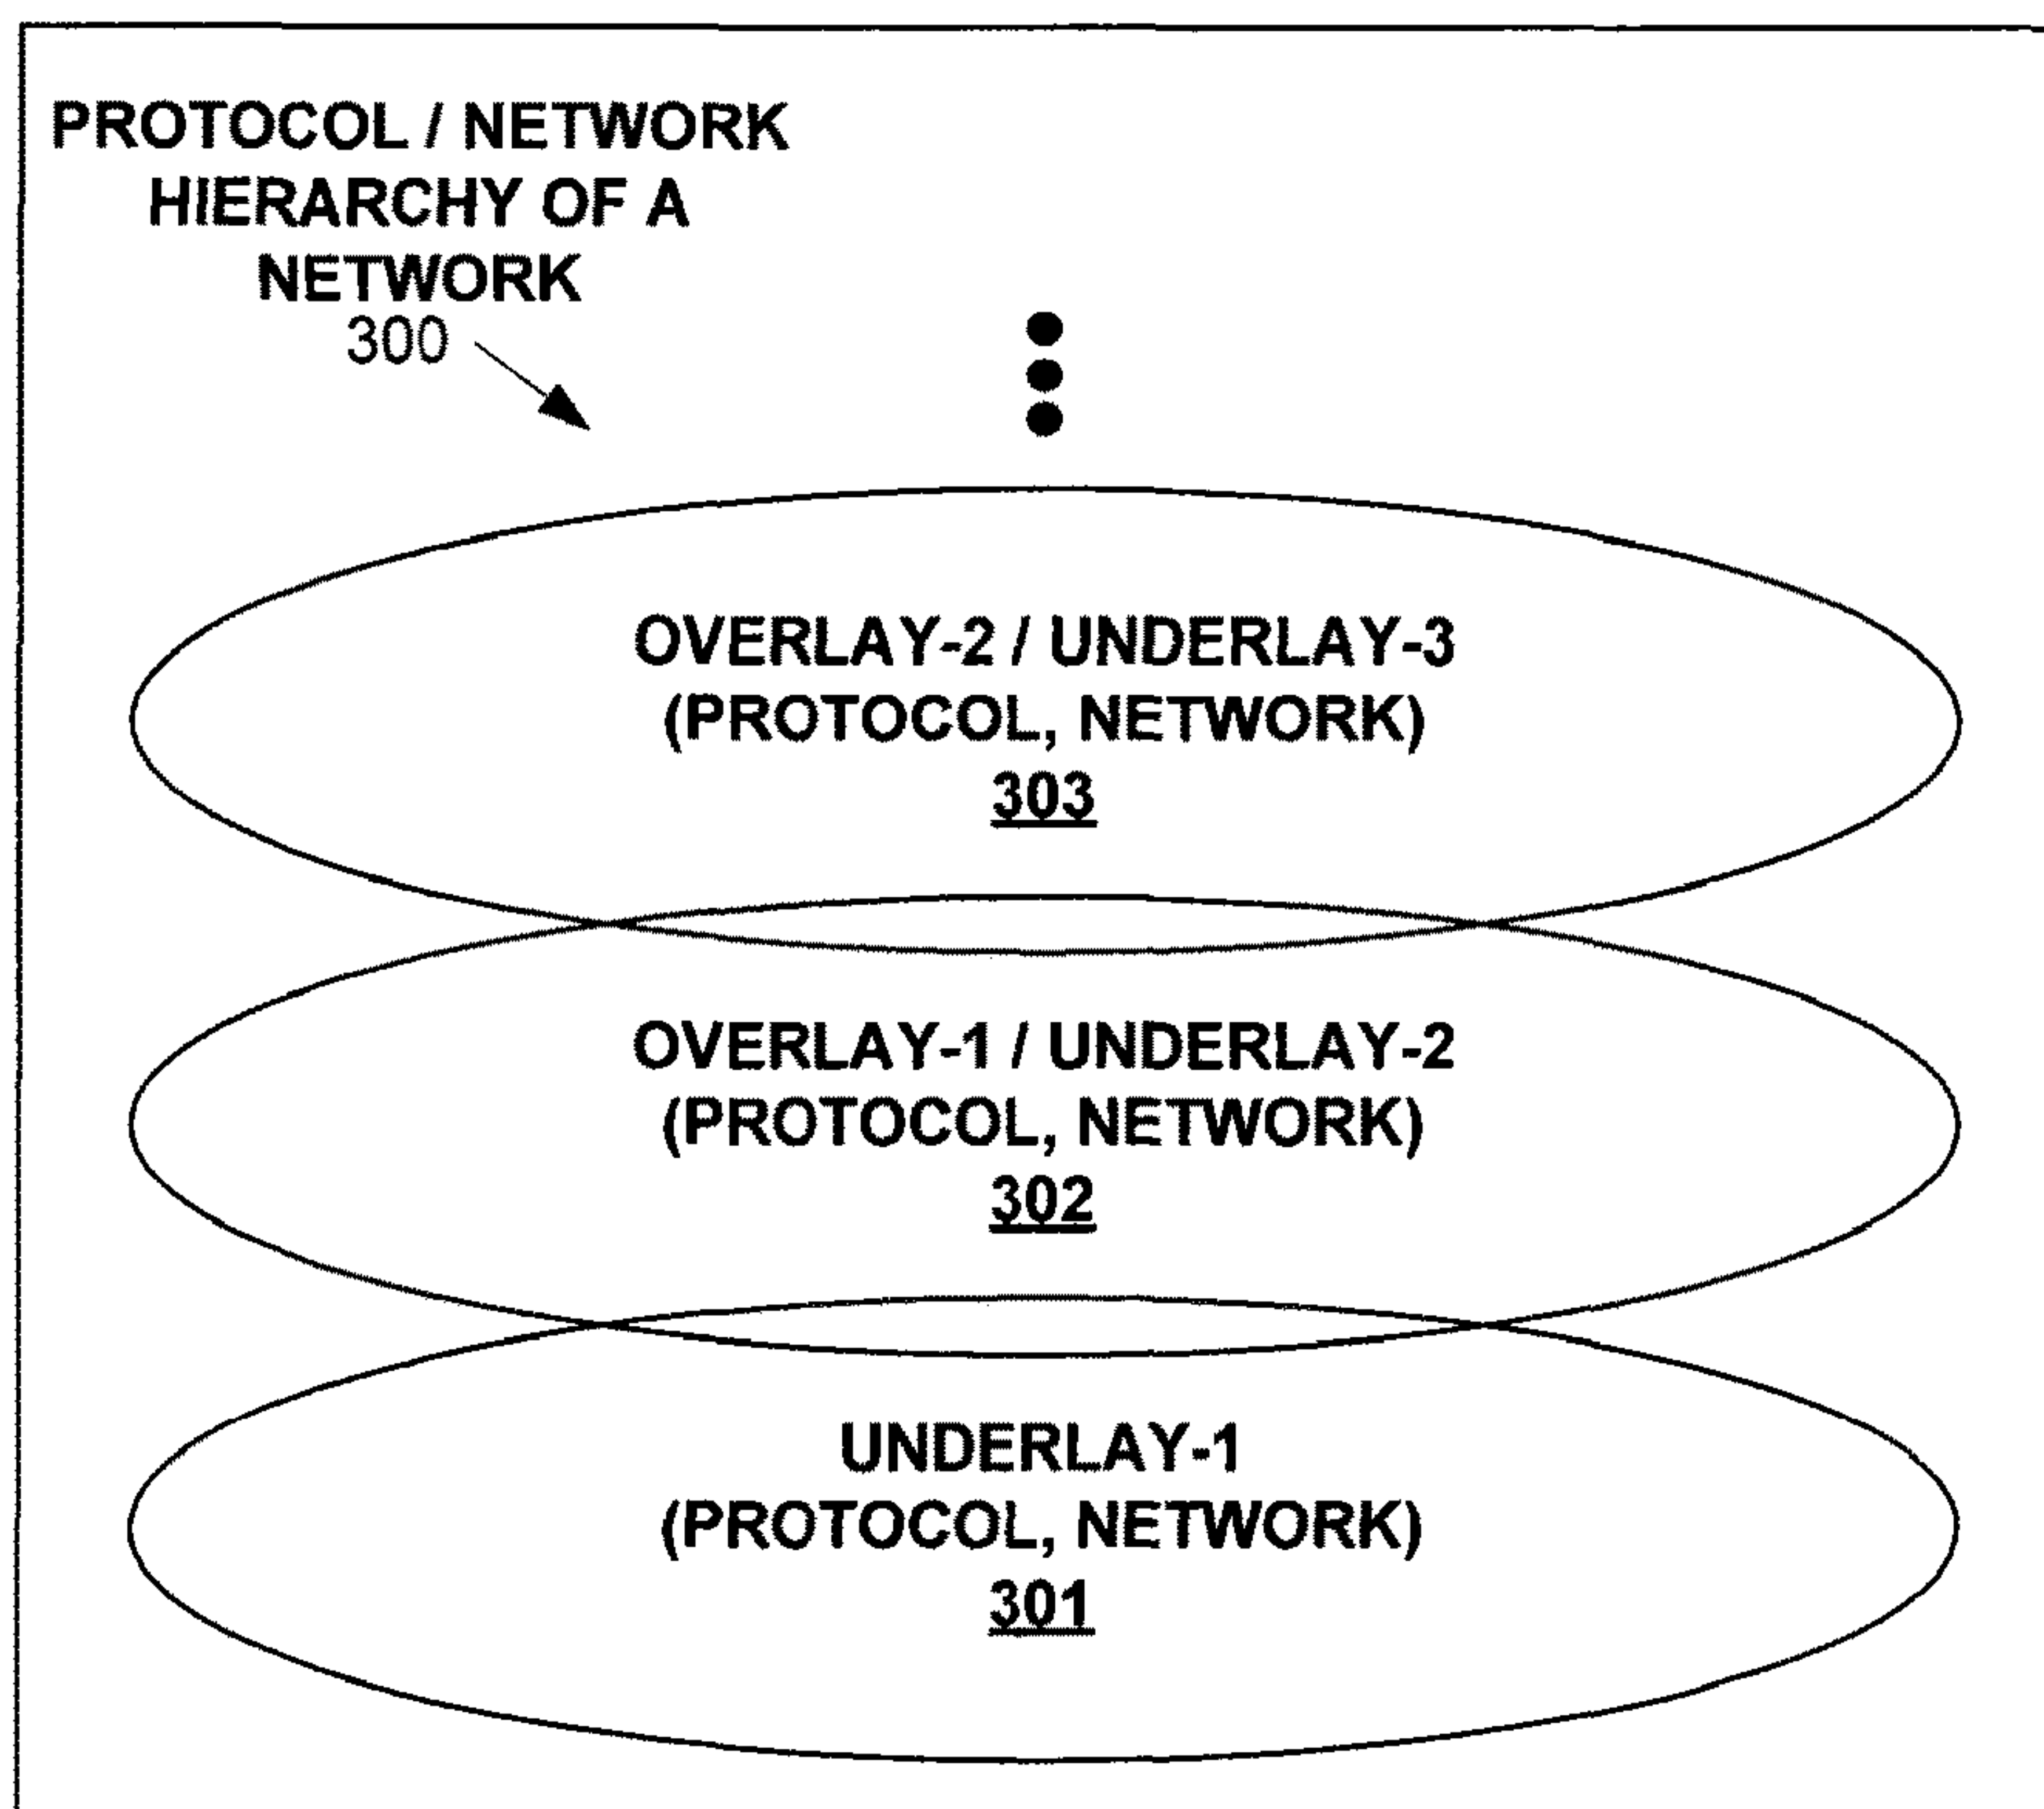 PROTOCOL / NETWORK
HIERARCHY OF A
NETWORK
300
OVERLAY-2 / UNDERLAY-3
(PROTOCOL, NETWORK)
303
OVERLAY-1 / UNDERLAY-2
(PROTOCOL, NETWORK)
302
UNDERLAY-1
(PROTOCOL, NETWORK)
301